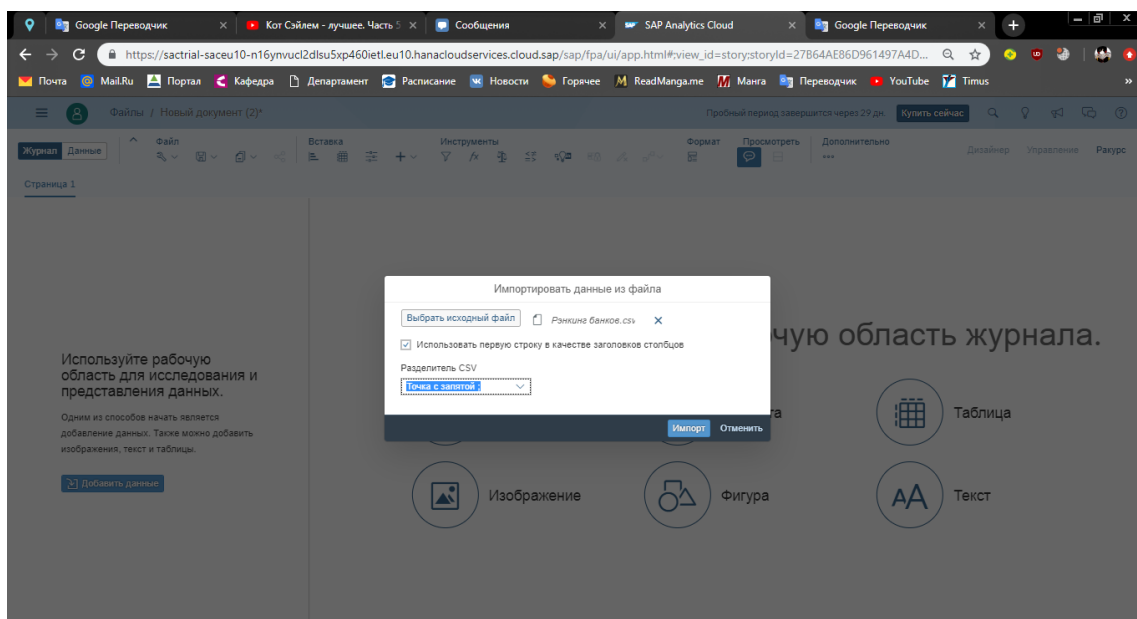 Google Переводчик
Кот Сэйлем - лучшее. Часть 5
Сообщения
SAP Analytics Cloud
Google Переводчик
https://sactrial-saceu10-n16ynvucl2dlsu5xp460ietl.eu10.hanacloudservices.cloud.sap/sap/fpa/ui/app.html#;view_id=story;storyId=27B64AE86D961497A4D...
Почта Mail.Ru Портал Кафедра Департамент Расписание Новости Горячее ReadManga.me Манга Переводчик YouTube Timus »
Файлы / Новый документ (2)*
Пробный период завершится через 29 дн. Купить сейчас
Журнал Данные
Файл Вставка Инструменты Формат Просмотреть Дополнительно
Дизайнер Управление Ракурс
Страница 1
Импортировать данные из файла
Выбрать исходный файл Рэнкинг банков.csv
Использовать первую строку в качестве заголовков столбцов
Разделитель CSV
Точка с запятой ;
Импорт Отменить
область журнала.
Используйте рабочую
область для исследования и
представления данных.
Одним из способов начать является
добавление данных. Также можно добавить
изображения, текст и таблицы.
Добавить данные
Таблица
Изображение
Фигура
AA
Текст